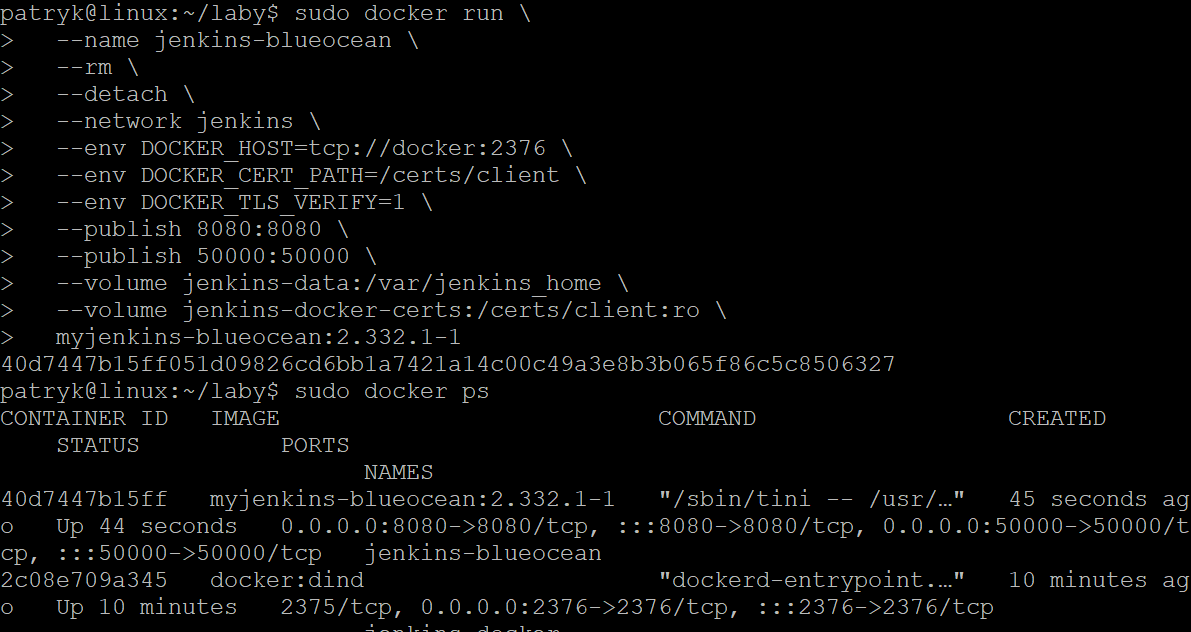 patryk@linux:~/laby$ sudo docker run \
>   --name jenkins-blueocean \
>   --rm \
>   --detach \
>   --network jenkins \
>   --env DOCKER_HOST=tcp://docker:2376 \
>   --env DOCKER_CERT_PATH=/certs/client \
>   --env DOCKER_TLS_VERIFY=1 \
>   --publish 8080:8080 \
>   --publish 50000:50000 \
>   --volume jenkins-data:/var/jenkins_home \
>   --volume jenkins-docker-certs:/certs/client:ro \
>   myjenkins-blueocean:2.332.1-1
40d7447b15ff051d09826cd6bb1a7421a14c00c49a3e8b3b065f86c5c8506327
patryk@linux:~/laby$ sudo docker ps
CONTAINER ID   IMAGE                           COMMAND                  CREATED
    STATUS          PORTS
                          NAMES
40d7447b15ff   myjenkins-blueocean:2.332.1-1   "/sbin/tini -- /usr/…"   45 seconds ag
o   Up 44 seconds   0.0.0.0:8080->8080/tcp, :::8080->8080/tcp, 0.0.0.0:50000->50000/t
cp, :::50000->50000/tcp   jenkins-blueocean
2c08e709a345   docker:dind                     "dockerd-entrypoint.…"   10 minutes ag
o   Up 10 minutes   2375/tcp, 0.0.0.0:2376->2376/tcp, :::2376->2376/tcp
                          jenkins-docker